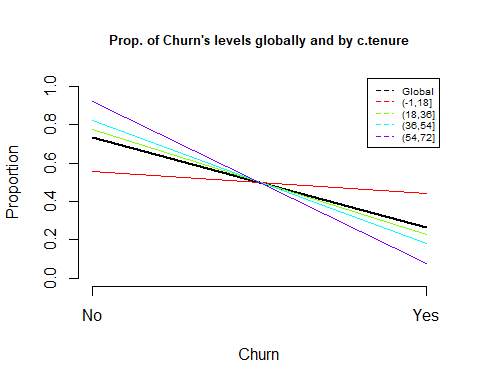 Prop. of Churn's levels globally and by c.tenure
Global
(-1,18]
(18,36]
(36,54]
(54,72]
1.0
0.8
0.6
0.4
0.2
0.0
Proportion
No
Yes
Churn